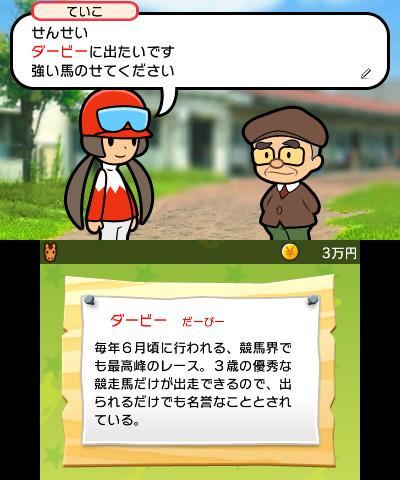 ていこ
せんせい
ダービーに出たいです
強い馬のせてください
3万円
ダービー だーびー
毎年6月頃に行われる、競馬界で
も最高峰のレース。3歳の優秀な
競走馬だけが出走できるので、出
られるだけでも名誉なこととされ
ている。